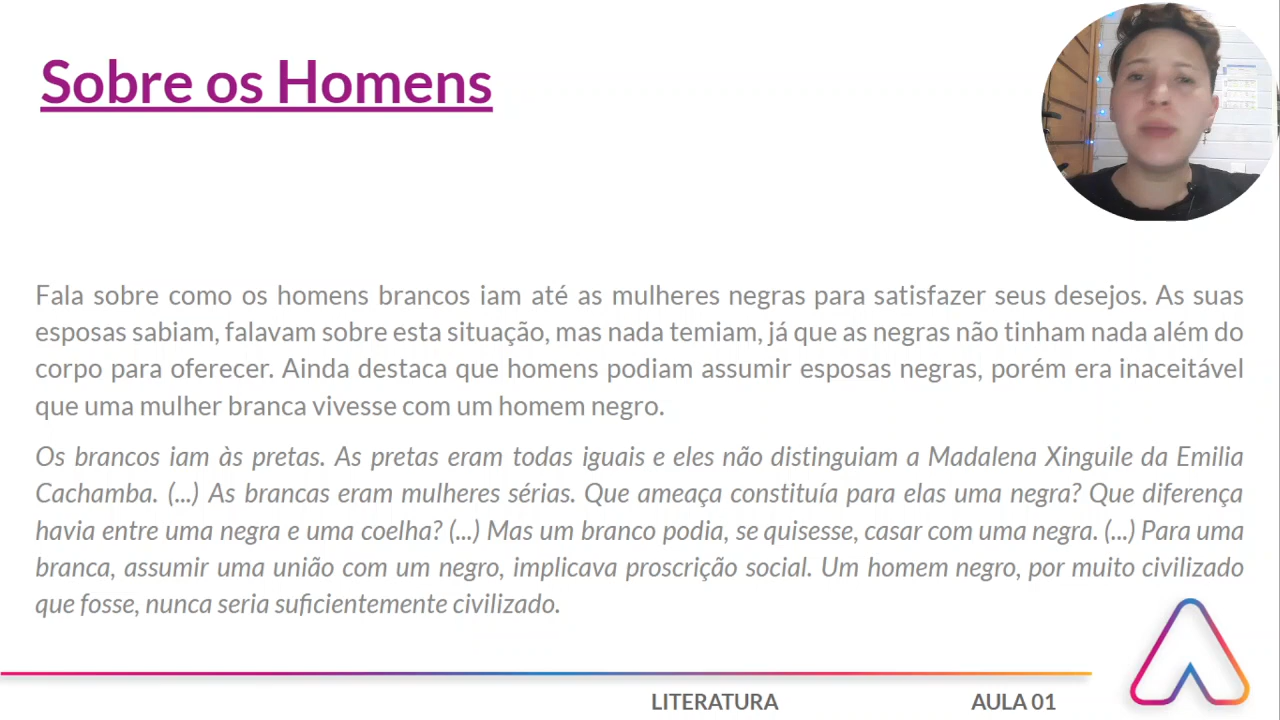 Sobre os Homens
Fala sobre como os homens brancos iam até as mulheres negras para satisfazer seus desejos. As suas
esposas sabiam, falavam sobre esta situação, mas nada temiam, já que as negras não tinham nada além do
corpo para oferecer. Ainda destaca que homens podiam assumir esposas negras, porém era inaceitável
que uma mulher branca vivesse com um homem negro.
Os brancos iam às pretas. As pretas eram todas iguais e eles não distinguiam a Madalena Xinguile da Emilia
Cachamba. (...) As brancas eram mulheres sérias. Que ameaça constituía para elas uma negra? Que diferença
havia entre uma negra e uma coelha? (...) Mas um branco podia, se quisesse, casar com uma negra. (...) Para uma
branca, assumir uma união com um negro, implicava proscrição social. Um homem negro, por muito civilizado
que fosse, nunca seria suficientemente civilizado.
LITERATURA
AULA 01